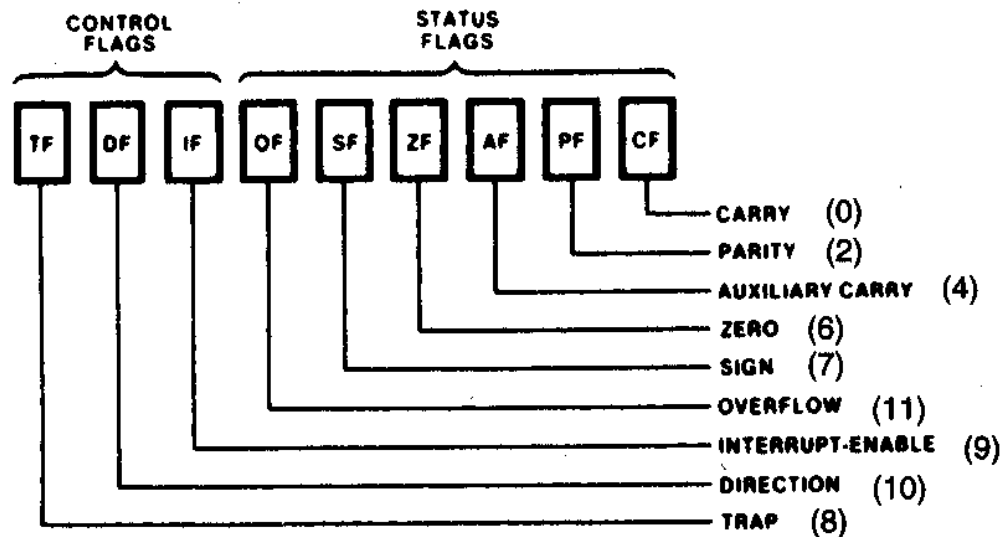 CONTROL
FLAGS
STATUS
FLAGS
TF DF IF OF SF ZF AF PF CF
CARRY (0)
PARITY (2)
AUXILIARY CARRY (4)
ZERO (6)
SIGN (7)
OVERFLOW (11)
INTERRUPT-ENABLE (9)
DIRECTION (10)
TRAP (8)